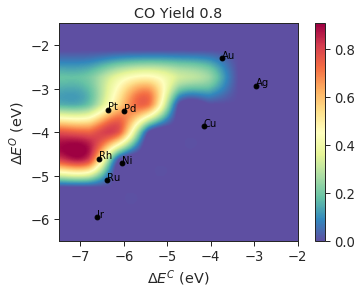 CO Yield 0.8
ΔE^O (eV)
−2
−3
−4
−5
−6
Au
Ag
Pt
Pd
Cu
Rh
Ni
Ru
Ir
0.8
0.6
0.4
0.2
0.0
−7 −6 −5 −4 −3 −2
ΔE^C (eV)